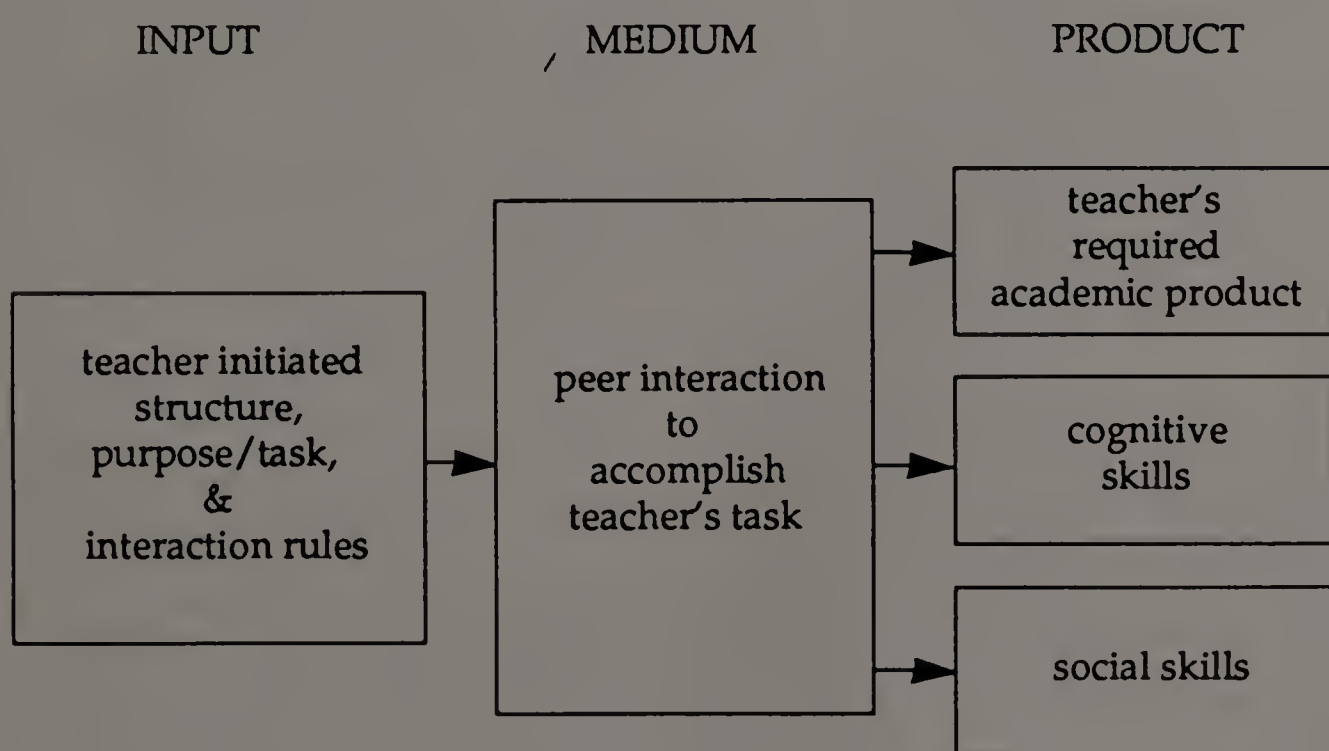 INPUT
MEDIUM
PRODUCT
teacher initiated
structure,
purpose/task,
&
interaction rules
peer interaction
to
accomplish
teacher's task
teacher's
required
academic product
cognitive
skills
social skills